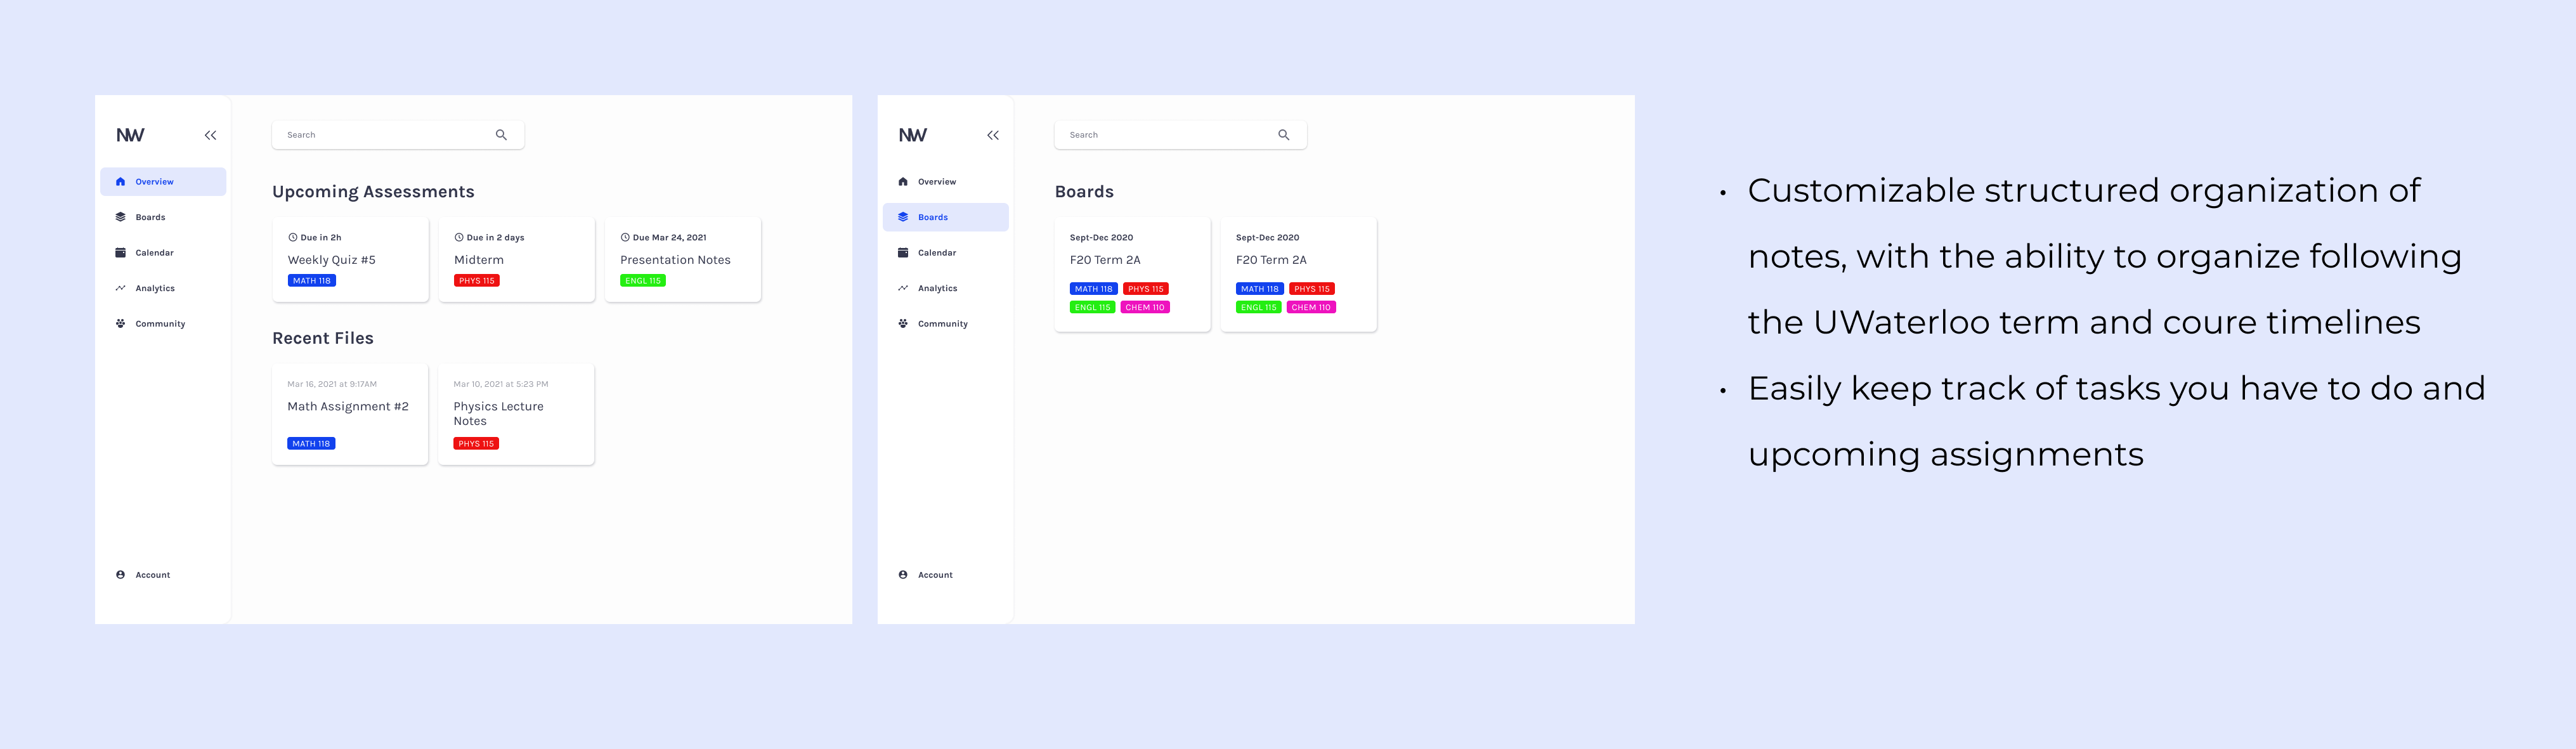 NW
Overview
Boards
Calendar
Analytics
Community
Account
Search
Upcoming Assessments
Due in 2h
Weekly Quiz #5
MATH 118
Due in 2 days
Midterm
PHYS 115
Due Mar 24, 2021
Presentation Notes
ENGL 115
Recent Files
Mar 16, 2021 at 9:17AM
Math Assignment #2
MATH 118
Mar 10, 2021 at 5:23 PM
Physics Lecture
Notes
PHYS 115
NW
Overview
Boards
Calendar
Analytics
Community
Account
Search
Boards
Sept-Dec 2020
F20 Term 2A
MATH 118 PHYS 115
ENGL 115 CHEM 110
Sept-Dec 2020
F20 Term 2A
MATH 118 PHYS 115
ENGL 115 CHEM 110
• Customizable structured organization of
notes, with the ability to organize following
the UWaterloo term and coure timelines
• Easily keep track of tasks you have to do and
upcoming assignments